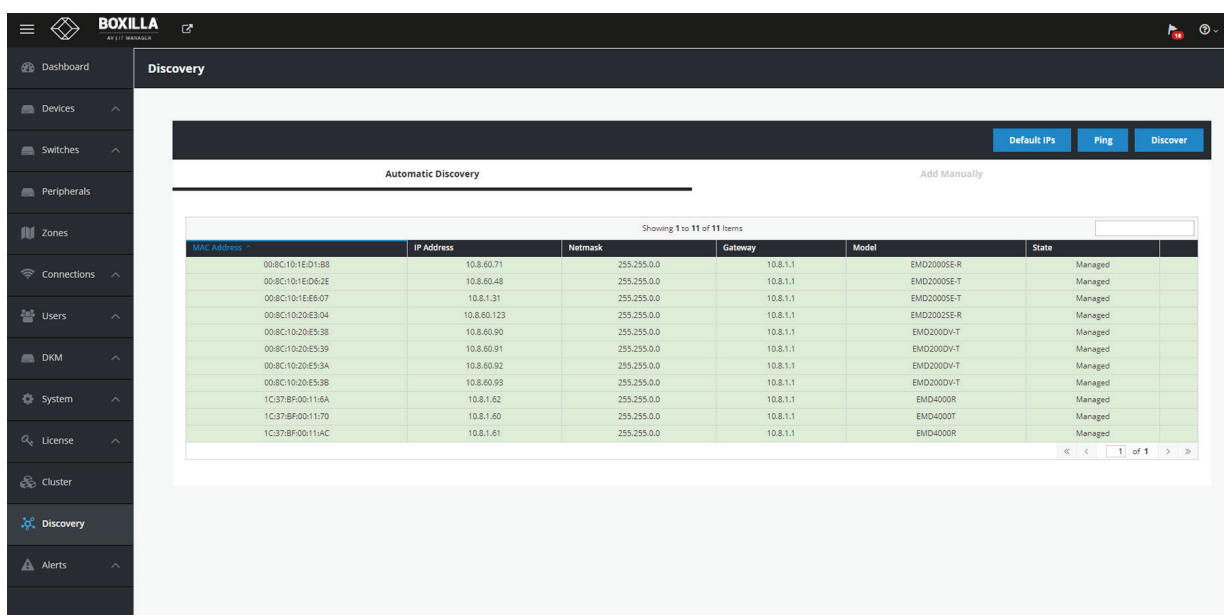 BOXILLA
AV | IT MANAGER
18
Dashboard
Discovery
Devices
Switches
Default IPs Ping Discover
Automatic Discovery Add Manually
Peripherals
Zones
Showing 1 to 11 of 11 Items
MAC Address IP Address Netmask Gateway Model State
00:8C:10:1E:D1:B8 10.8.60.71 255.255.0.0 10.8.1.1 EMD2000SE-R Managed
00:8C:10:1E:D6:2E 10.8.60.48 255.255.0.0 10.8.1.1 EMD2000SE-T Managed
00:8C:10:1E:E6:07 10.8.1.31 255.255.0.0 10.8.1.1 EMD2000SE-T Managed
00:8C:10:20:E3:04 10.8.60.123 255.255.0.0 10.8.1.1 EMD2002SE-R Managed
00:8C:10:20:E5:38 10.8.60.90 255.255.0.0 10.8.1.1 EMD200DV-T Managed
00:8C:10:20:E5:39 10.8.60.91 255.255.0.0 10.8.1.1 EMD200DV-T Managed
00:8C:10:20:E5:3A 10.8.60.92 255.255.0.0 10.8.1.1 EMD200DV-T Managed
00:8C:10:20:E5:3B 10.8.60.93 255.255.0.0 10.8.1.1 EMD200DV-T Managed
1C:37:BF:00:11:6A 10.8.1.62 255.255.0.0 10.8.1.1 EMD4000R Managed
1C:37:BF:00:11:70 10.8.1.60 255.255.0.0 10.8.1.1 EMD4000T Managed
1C:37:BF:00:11:AC 10.8.1.61 255.255.0.0 10.8.1.1 EMD4000R Managed
1 of 1
Connections
Users
DKM
System
License
Cluster
Discovery
Alerts